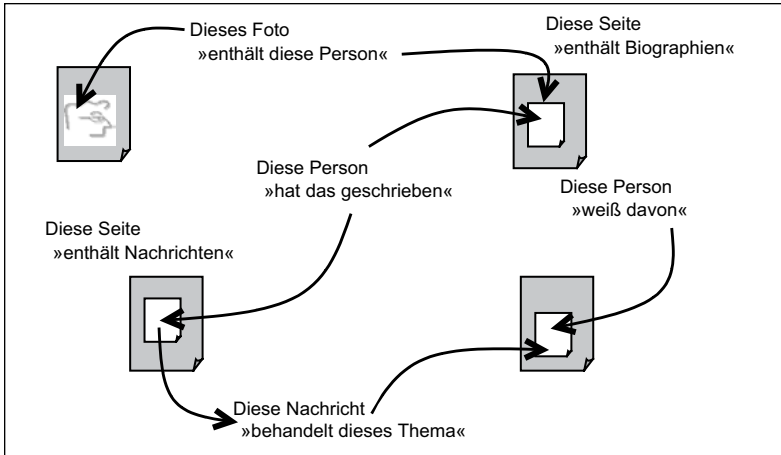 Dieses Foto
»enthält diese Person«
Diese Seite
»enthält Biographien«
Diese Person
»hat das geschrieben«
Diese Person
»weiß davon«
Diese Seite
»enthält Nachrichten«
Diese Nachricht
»behandelt dieses Thema«